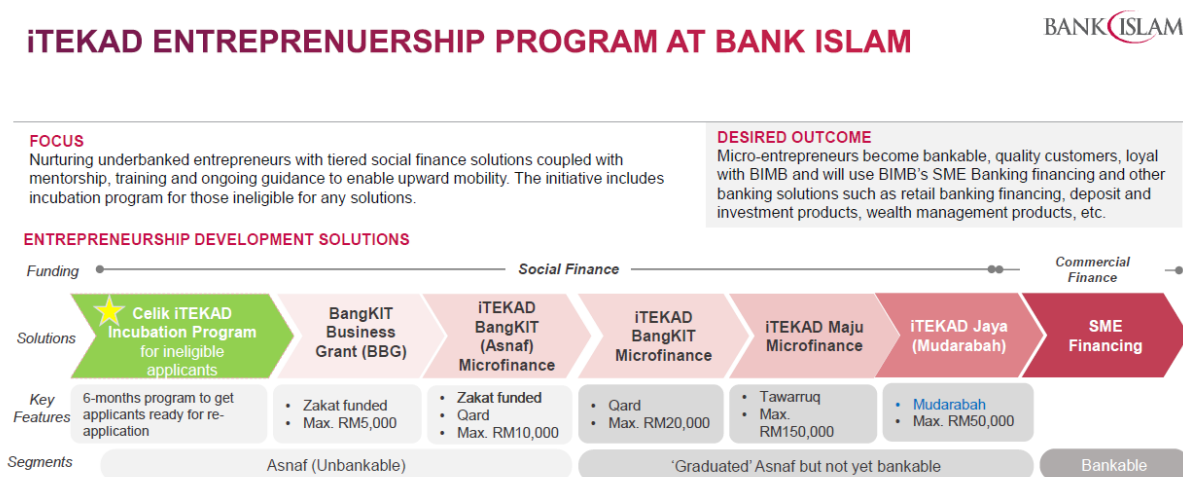 iTEKAD ENTREPRENUERSHIP PROGRAM AT BANK ISLAM
BANK ISLAM
FOCUS
Nurturing underbanked entrepreneurs with tiered social finance solutions coupled with
mentorship, training and ongoing guidance to enable upward mobility. The initiative includes
incubation program for those ineligible for any solutions.
DESIRED OUTCOME
Micro-entrepreneurs become bankable, quality customers, loyal
with BIMB and will use BIMB's SME Banking financing and other
banking solutions such as retail banking financing, deposit and
investment products, wealth management products, etc.
ENTREPRENEURSHIP DEVELOPMENT SOLUTIONS
Funding
Social Finance
Commercial
Finance
Solutions
Celik iTEKAD
Incubation Program
for ineligible
applicants
BangKIT
Business
Grant (BBG)
iTEKAD
BangKIT
(Asnaf)
Microfinance
iTEKAD
BangKIT
Microfinance
iTEKAD Maju
Microfinance
iTEKAD Jaya
(Mudarabah)
SME
Financing
Key
Features
6-months program to get
applicants ready for re-
application
• Zakat funded
• Max. RM5,000
• Zakat funded
• Qard
• Max. RM10,000
• Qard
• Max. RM20,000
• Tawarruq
• Max.
RM150,000
• Mudarabah
• Max. RM50,000
Segments
Asnaf (Unbankable)
'Graduated' Asnaf but not yet bankable
Bankable